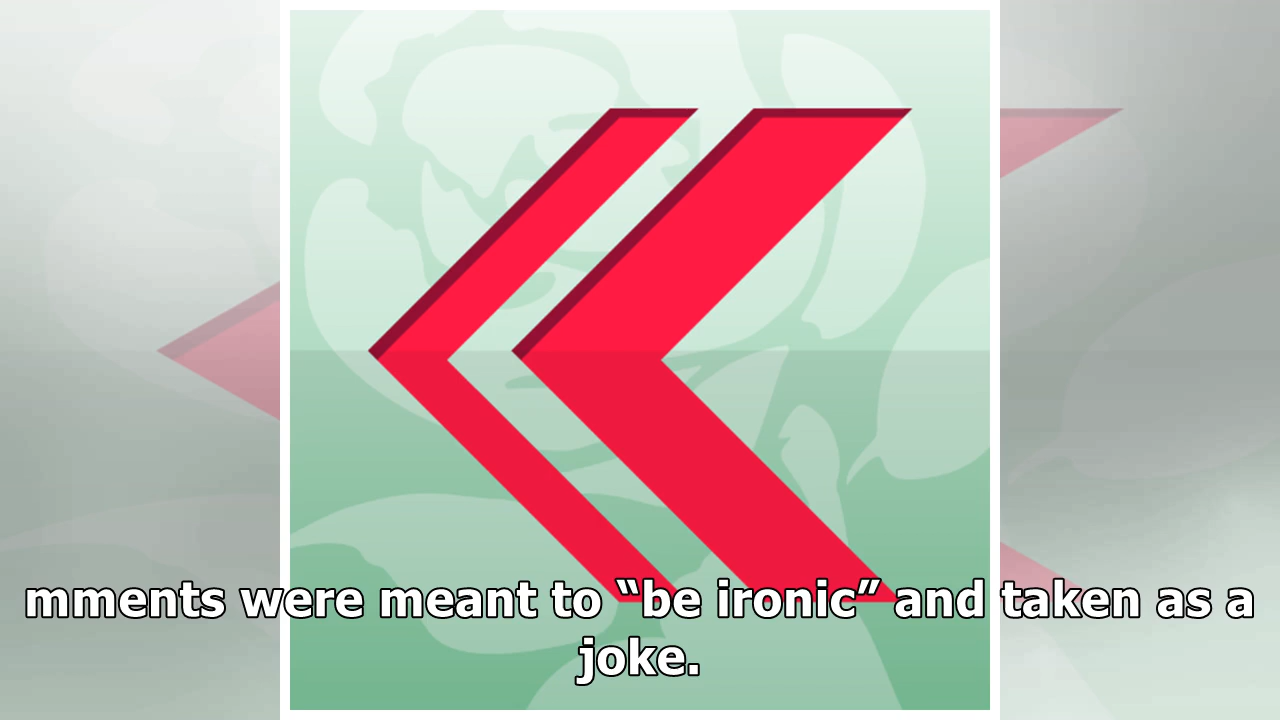 mments were meant to “be ironic” and taken as a
joke.